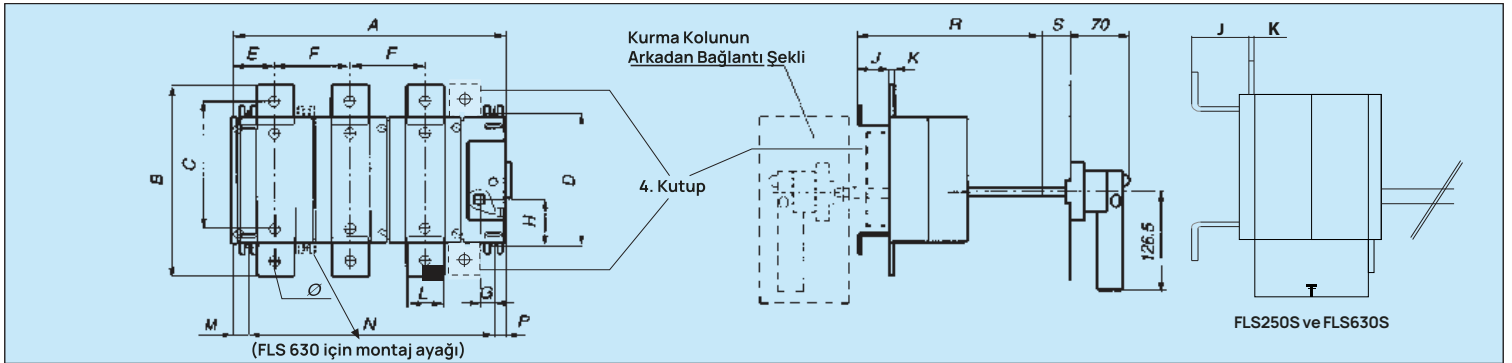 A
E F F
B
C
D
H
L
G
Ø
M N P
(FLS 630 için montaj ayağı)
4. Kutup
Kurma Kolunun
Arkadan Bağlantı Şekli
R S 70
J K
126.5
J K
T
FLS250S ve FLS630S